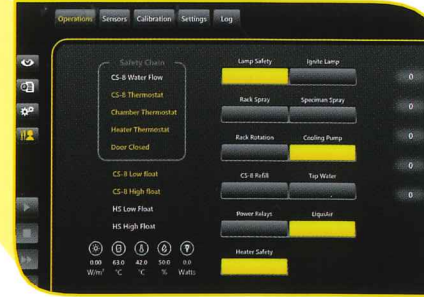 Operations Sensors Calibration Settings Log
Safety Chain
CS-8 Water Flow
CS-8 Thermostat
Chamber Thermostat
Heater Thermostat
Door Closed
CS-8 Low float
CS-8 High float
HS Low Float
HS High Float
0.00 63.0 42.0 50.0 0.0
W/m² °C °C % Watts
Lamp Safety Ignite Lamp
Rack Spray Speciman Spray
Rack Rotation Cooling Pump
CS-8 Refill Tap Water
Power Relays LiquiAir
Heater Safety
0
0
0
0
0